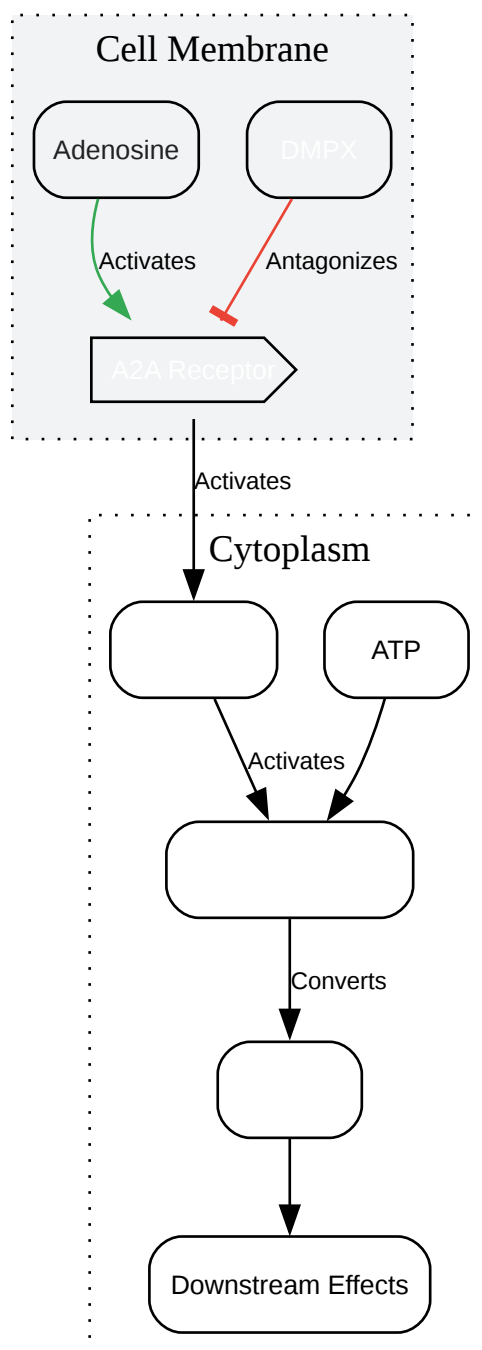 Cell Membrane
Adenosine
DMPX
Activates
Antagonizes
A2A Receptor
Activates
Cytoplasm
ATP
Activates
Converts
Downstream Effects